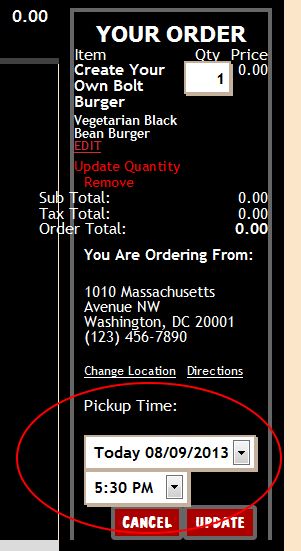 0.00
YOUR ORDER
Item Qty Price
Create Your 1 0.00
Own Bolt
Burger
Vegetarian Black
Bean Burger
EDIT
Update Quantity
Remove
Sub Total: 0.00
Tax Total: 0.00
Order Total: 0.00
You Are Ordering From:
1010 Massachusetts
Avenue NW
Washington, DC 20001
(123) 456-7890
Change Location Directions
Pickup Time:
Today 08/09/2013
5:30 PM
CANCEL UPDATE